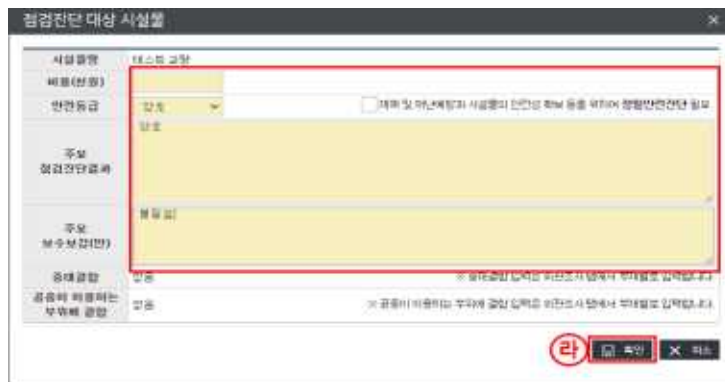 점검진단 대상 시설물
시설물명 테스트 교량
비용(천원)
안전등급 양호 재해 및 재난예방과 시설물의 안전성 확보 등을 위하여 정밀안전진단 필요
주요
점검진단결과
양호
주요
보수보강(안)
불필요
중대결함 없음 ※ 중대결함 입력은 외관조사 탭에서 부재별로 입력됩니다
공중이 이용하는
부위에 결함
없음 ※ 공중이 이용하는 부위에 결함 입력은 외관조사 탭에서 부재별로 입력됩니다
라 확인 취소